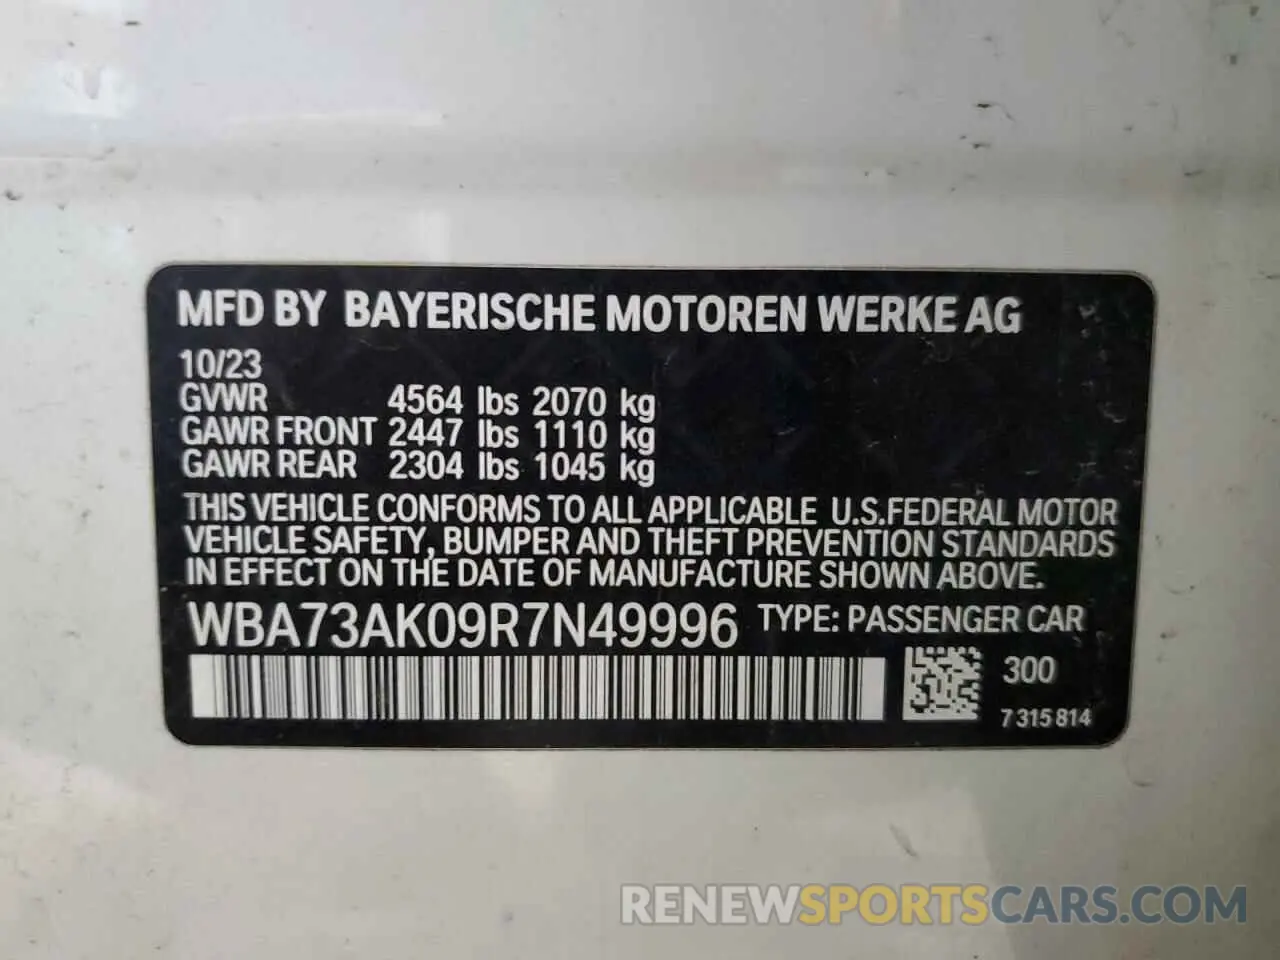 MFD BY BAYERISCHE MOTOREN WERKE AG
10/23
GVWR 4564 lbs 2070 kg
GAWR FRONT 2447 lbs 1110 kg
GAWR REAR 2304 lbs 1045 kg
THIS VEHICLE CONFORMS TO ALL APPLICABLE U.S.FEDERAL MOTOR
VEHICLE SAFETY, BUMPER AND THEFT PREVENTION STANDARDS
IN EFFECT ON THE DATE OF MANUFACTURE SHOWN ABOVE.
WBA73AK09R7N49996 TYPE: PASSENGER CAR
300
7 315 814
RENEWSPORTSCARS.COM